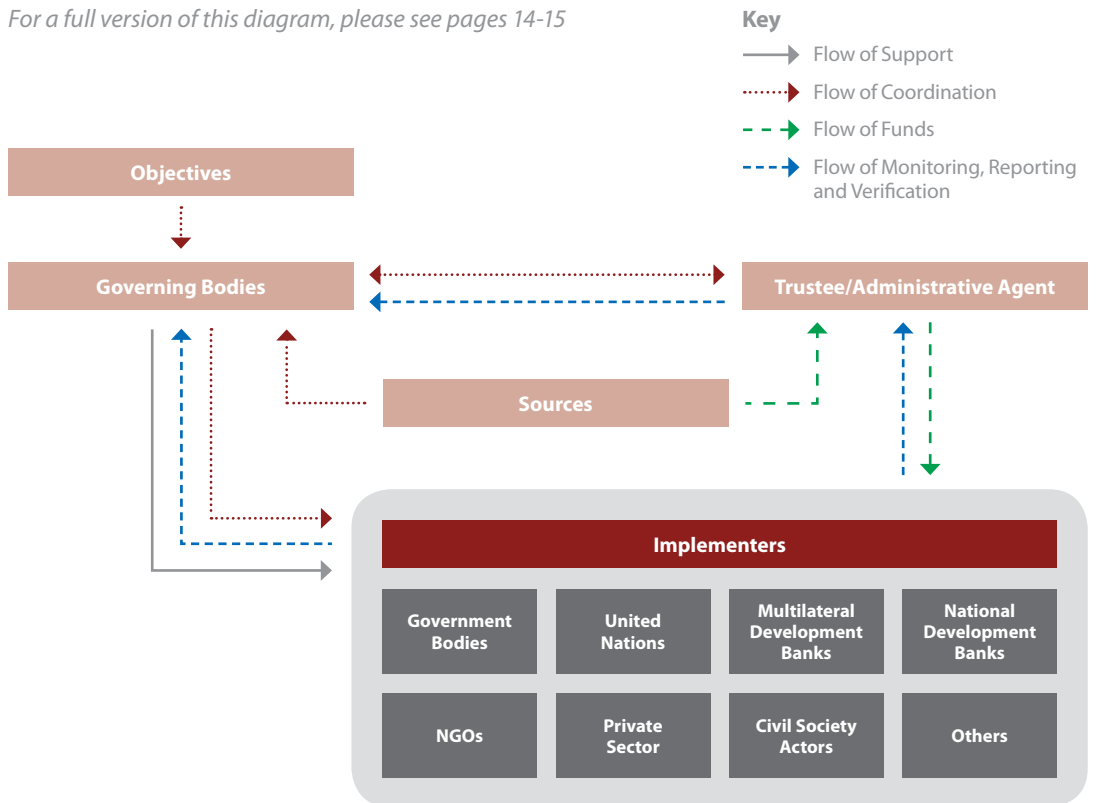 For a full version of this diagram, please see pages 14-15
Key
Flow of Support
Flow of Coordination
Flow of Funds
Flow of Monitoring, Reporting
and Verification
Objectives
Governing Bodies
Trustee/Administrative Agent
Sources
Implementers
Government
Bodies
United
Nations
Multilateral
Development
Banks
National
Development
Banks
NGOs
Private
Sector
Civil Society
Actors
Others